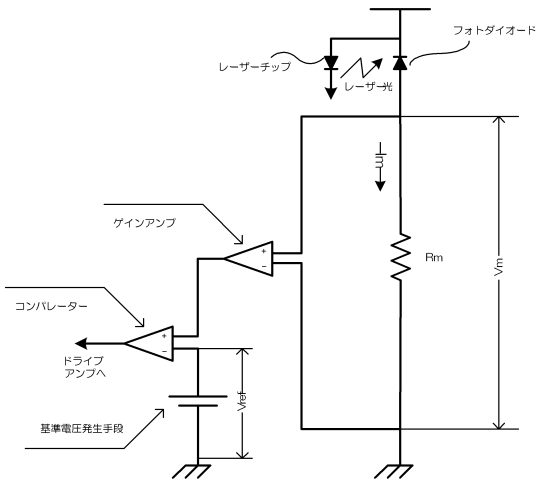 フォトダイオード
レーザーチップ
レーザー光
Im
ゲインアンプ
+
-
Rm
Vm
コンパレーター
+
-
ドライブ
アンプへ
Vref
基準電圧発生手段